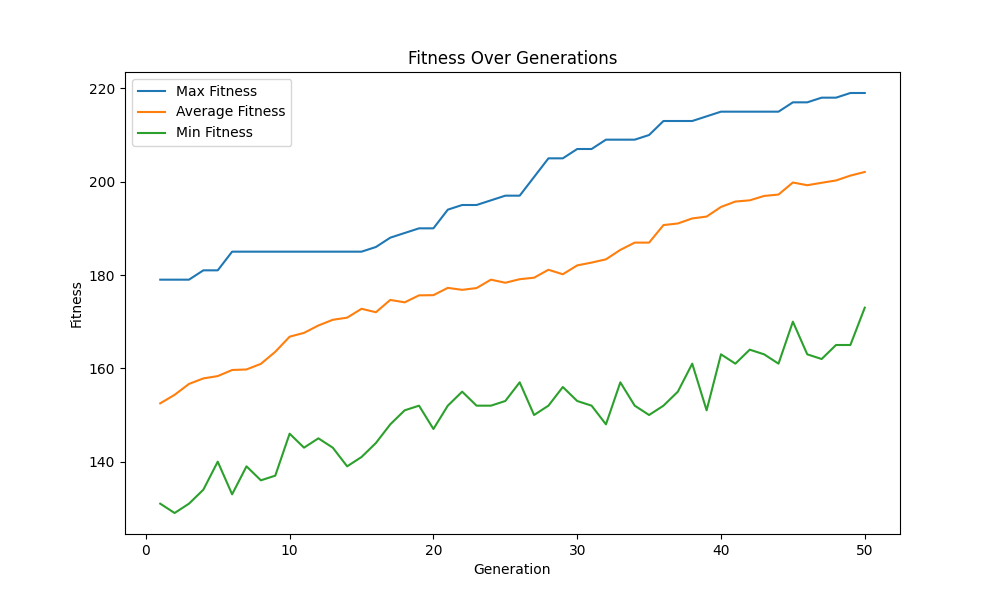 Fitness Over Generations
Max Fitness
Average Fitness
Min Fitness
220
200
180
160
140
Fitness
0 10 20 30 40 50
Generation